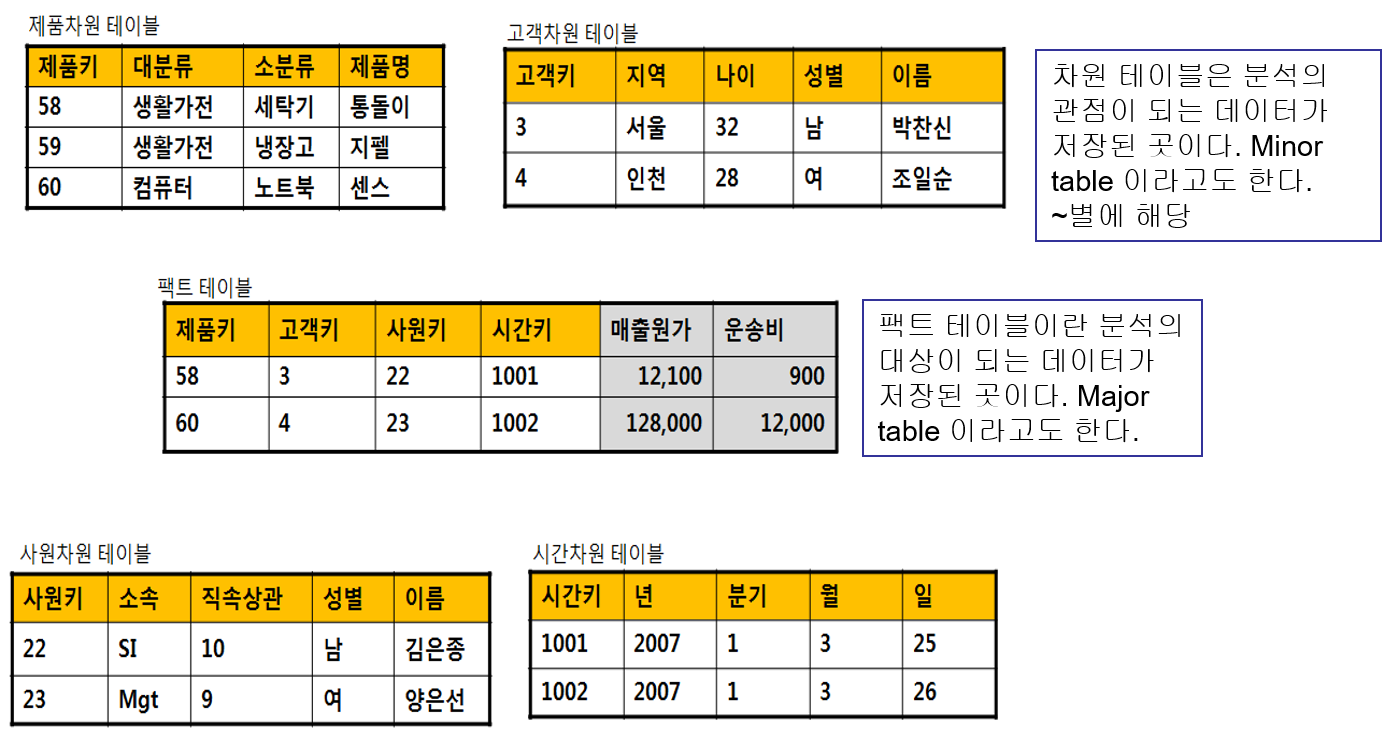 제품차원 테이블
제품키 대분류 소분류 제품명
58 생활가전 세탁기 통돌이
59 생활가전 냉장고 지펠
60 컴퓨터 노트북 센스
고객차원 테이블
고객키 지역 나이 성별 이름
3 서울 32 남 박찬신
4 인천 28 여 조일순
차원 테이블은 분석의
관점이 되는 데이터가
저장된 곳이다. Minor
table 이라고도 한다.
~별에 해당
팩트 테이블
제품키 고객키 사원키 시간키 매출원가 운송비
58 3 22 1001 12,100 900
60 4 23 1002 128,000 12,000
팩트 테이블이란 분석의
대상이 되는 데이터가
저장된 곳이다. Major
table 이라고도 한다.
사원차원 테이블
사원키 소속 직속상관 성별 이름
22 SI 10 남 김은종
23 Mgt 9 여 양은선
시간차원 테이블
시간키 년 분기 월 일
1001 2007 1 3 25
1002 2007 1 3 26